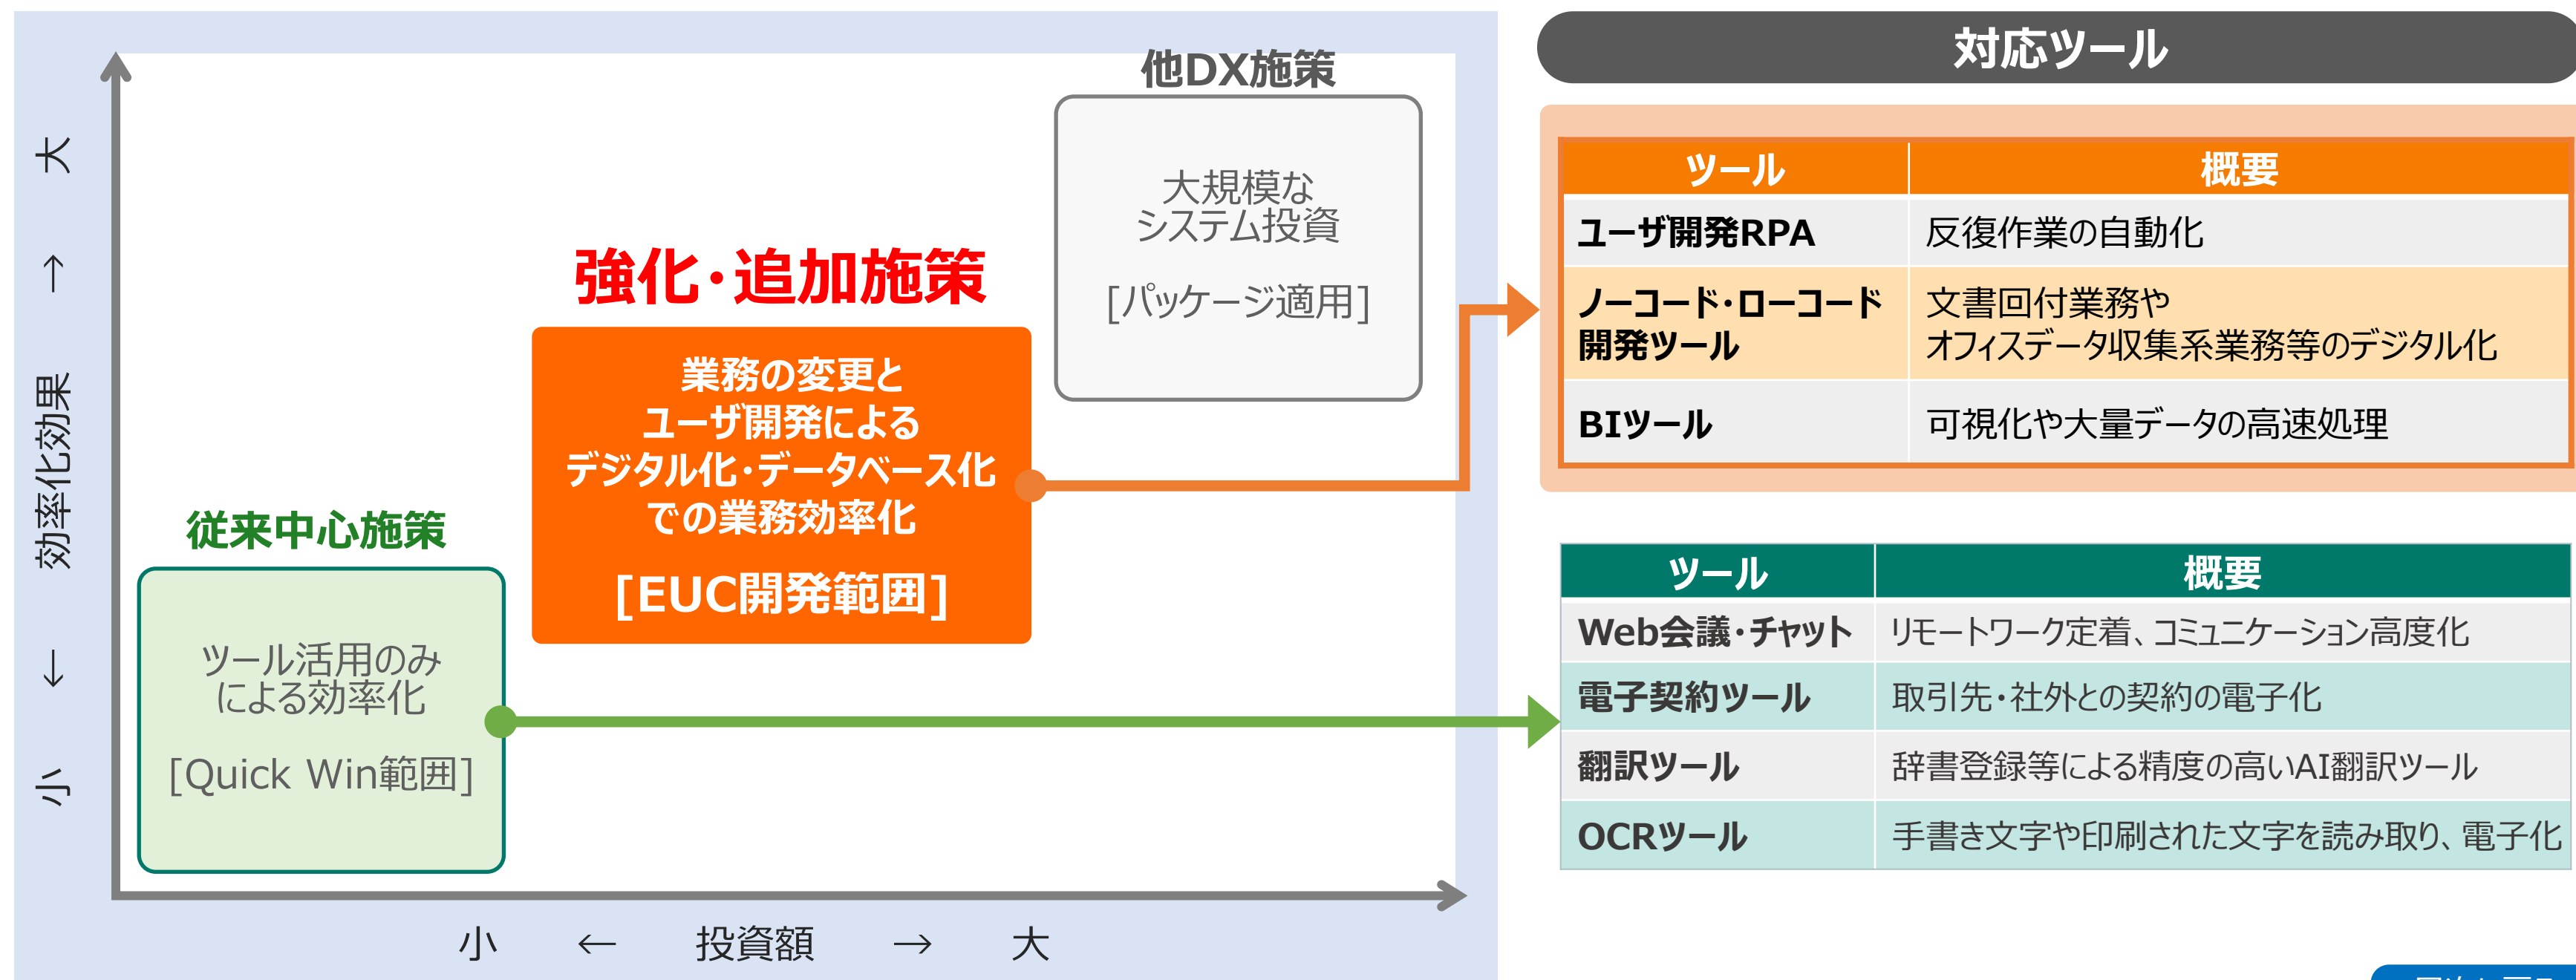 他DX施策
大規模な
システム投資
[パッケージ適用]
強化・追加施策
業務の変更と
ユーザ開発による
デジタル化・データベース化
での業務効率化
[EUC開発範囲]
従来中心施策
ツール活用のみ
による効率化
[Quick Win範囲]
小 ← 効率化効果 → 大
小 ← 投資額 → 大
対応ツール
ツール 概要
ユーザ開発RPA 反復作業の自動化
ノーコード・ローコード 文書回付業務や
開発ツール オフィスデータ収集系業務等のデジタル化
BIツール 可視化や大量データの高速処理
ツール 概要
Web会議・チャット リモートワーク定着、コミュニケーション高度化
電子契約ツール 取引先・社外との契約の電子化
翻訳ツール 辞書登録等による精度の高いAI翻訳ツール
OCRツール 手書き文字や印刷された文字を読み取り、電子化